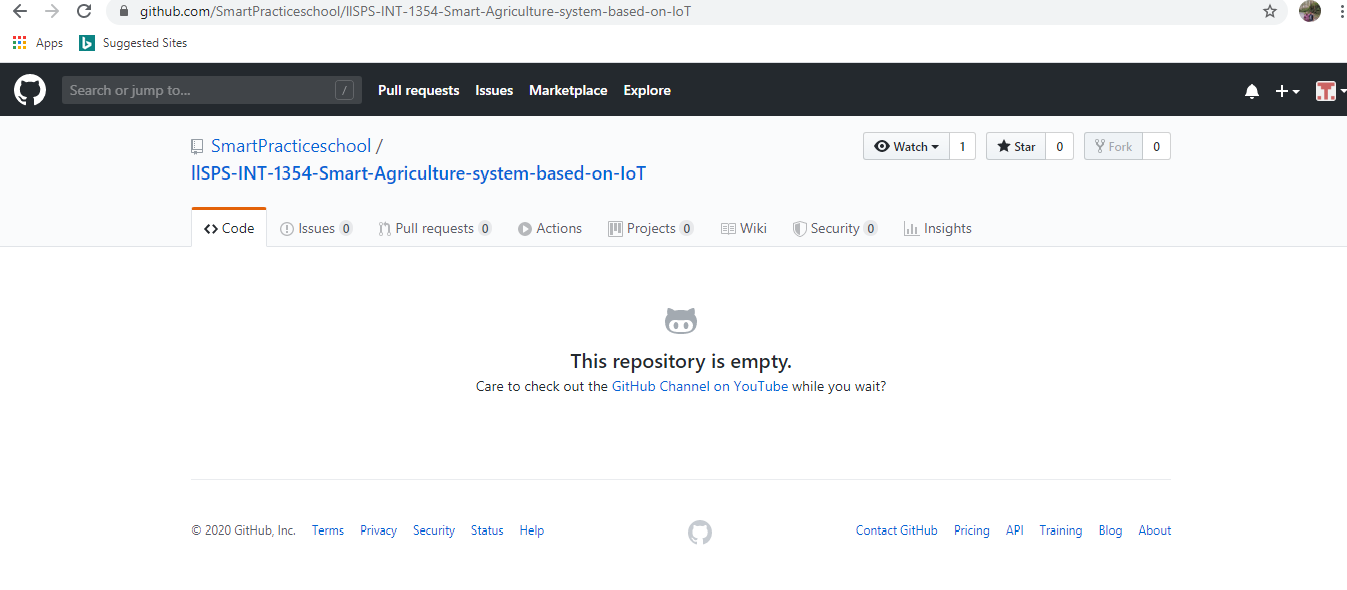 github.com/SmartPracticeschool/llSPS-INT-1354-Smart-Agriculture-system-based-on-IoT
Apps Suggested Sites
Search or jump to... / Pull requests Issues Marketplace Explore
SmartPracticeschool / Watch 1 Star 0 Fork 0
llSPS-INT-1354-Smart-Agriculture-system-based-on-IoT
Code Issues 0 Pull requests 0 Actions Projects 0 Wiki Security 0 Insights
This repository is empty.
Care to check out the GitHub Channel on YouTube while you wait?
© 2020 GitHub, Inc. Terms Privacy Security Status Help Contact GitHub Pricing API Training Blog About